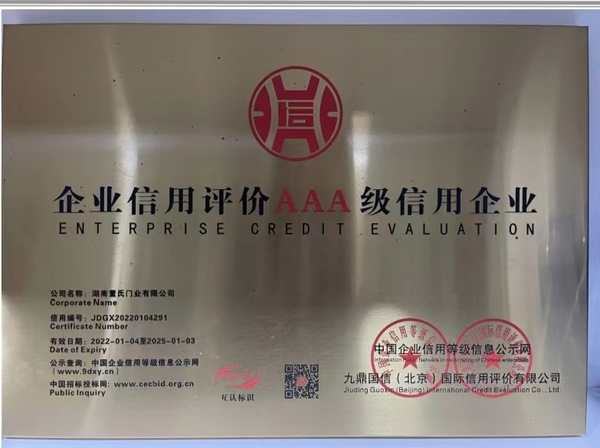 信
企业信用评价AAA级信用企业
ENTERPRISE CREDIT EVALUATION
公司名称：湖南董氏门业有限公司
Corporate Name
信用编号：JDGX20220104291
Certificate Number
有效日期：2022-01-04至2025-01-03
Date of Expiry
公示查询：中国企业信用等级信息公示网
（www.9dxy.cn）
中国招标投标网：www.cecbid.org.cn
Public Inquiry
互认标识
中国企业信用等级信息公示网
九鼎国信（北京）国际信用评价有限公司
Jiuding Guoxin (Beijing) International Credit Evaluation Co., Ltd.